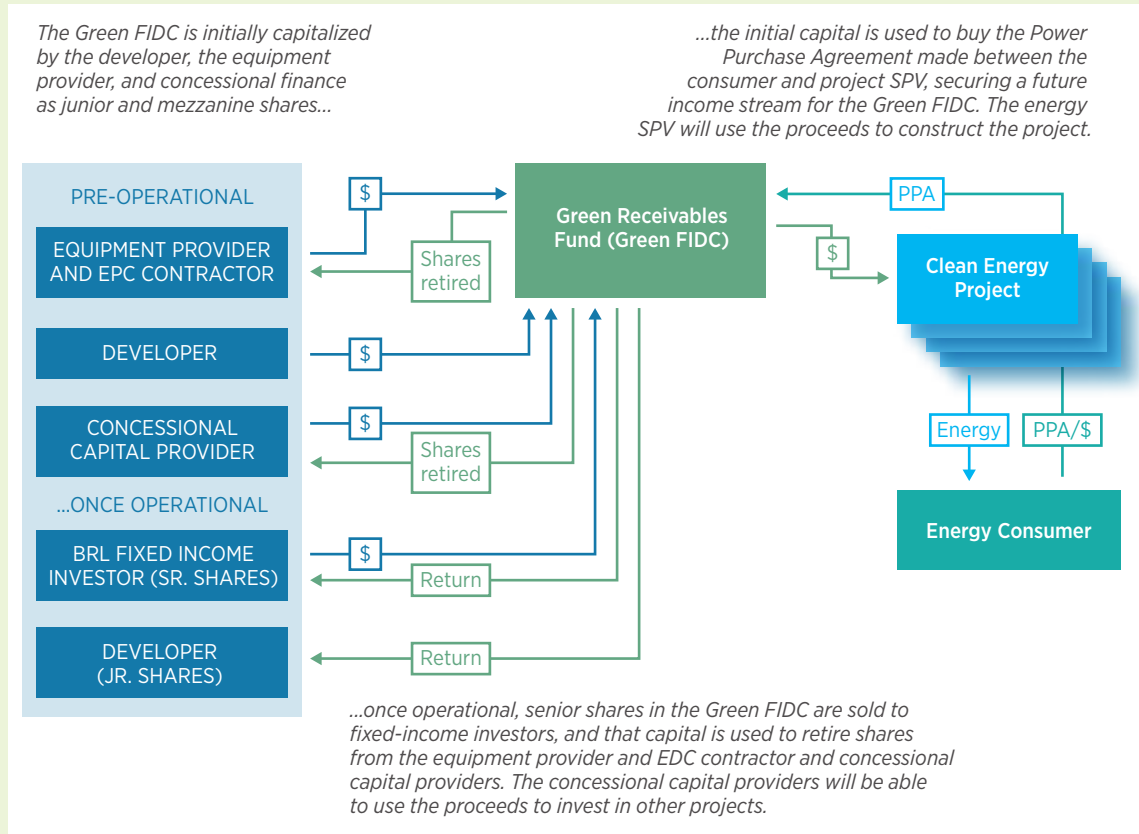 The Green FIDC is initially capitalized
by the developer, the equipment
provider, and concessional finance
as junior and mezzanine shares...
...the initial capital is used to buy the Power
Purchase Agreement made between the
consumer and project SPV, securing a future
income stream for the Green FIDC. The energy
SPV will use the proceeds to construct the project.
PRE-OPERATIONAL
EQUIPMENT PROVIDER
AND EPC CONTRACTOR
DEVELOPER
CONCESSIONAL
CAPITAL PROVIDER
...ONCE OPERATIONAL
BRL FIXED INCOME
INVESTOR (SR. SHARES)
DEVELOPER
(JR. SHARES)
$
Shares
retired
$
$
Shares
retired
$
Return
Return
Green Receivables
Fund (Green FIDC)
PPA
$
Clean Energy
Project
Energy
PPA/$
Energy Consumer
...once operational, senior shares in the Green FIDC are sold to
fixed-income investors, and that capital is used to retire shares
from the equipment provider and EDC contractor and concessional
capital providers. The concessional capital providers will be able
to use the proceeds to invest in other projects.